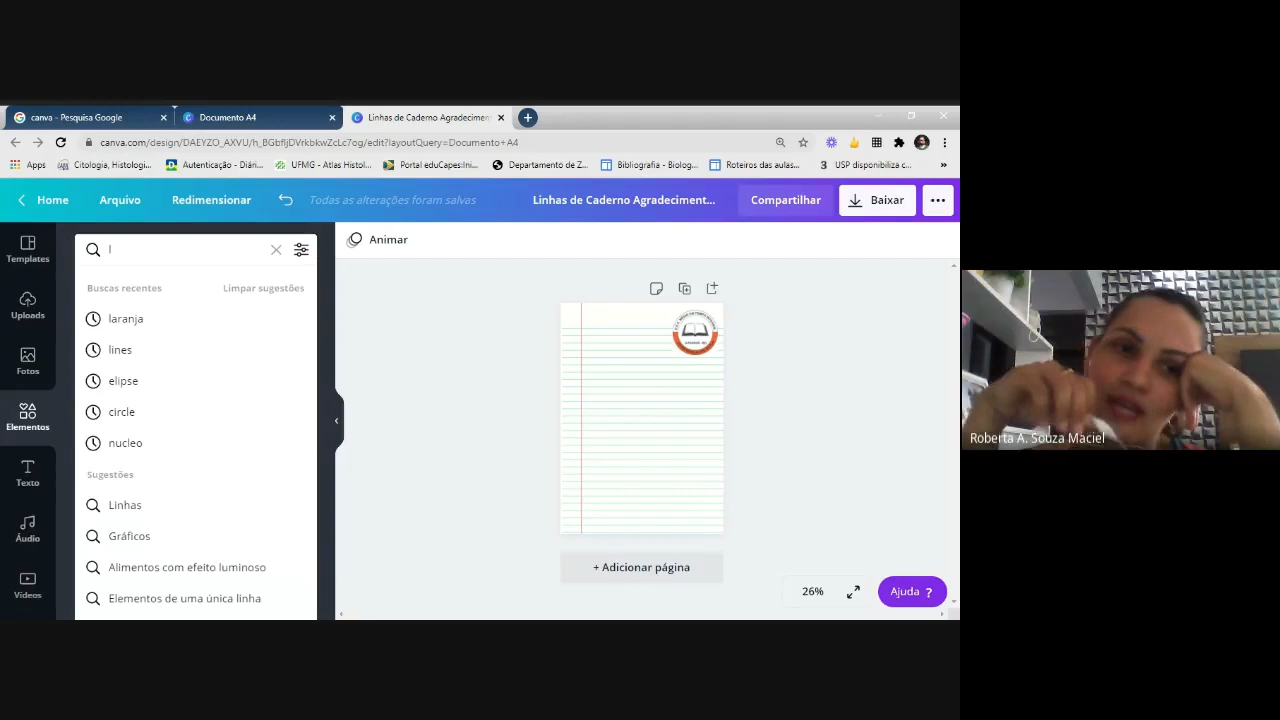 canva - Pesquisa Google
Documento A4
Linhas de Caderno Agradecimen
canva.com/design/DAEYZO_AXVU/h_BGbfIjDVrkbkwZcLc7og/edit?layoutQuery=Documento+A4
Apps
Citologia, Histologi...
Autenticação - Diári...
UFMG - Atlas Histol...
Portal eduCapes:Ini...
Departamento de Z...
Bibliografia - Biolog...
Roteiros das aulas...
3 USP disponibiliza c...
»
Home
Arquivo
Redimensionar
Todas as alterações foram salvas
Linhas de Caderno Agradeciment...
Compartilhar
Baixar
Templates
Uploads
Fotos
Elementos
Texto
Áudio
Vídeos
l
Buscas recentes
Limpar sugestões
laranja
lines
elipse
circle
nucleo
Sugestões
Linhas
Gráficos
Alimentos com efeito luminoso
Elementos de uma única linha
Animar
+ Adicionar página
26%
Ajuda ?
Roberta A. Souza Maciel